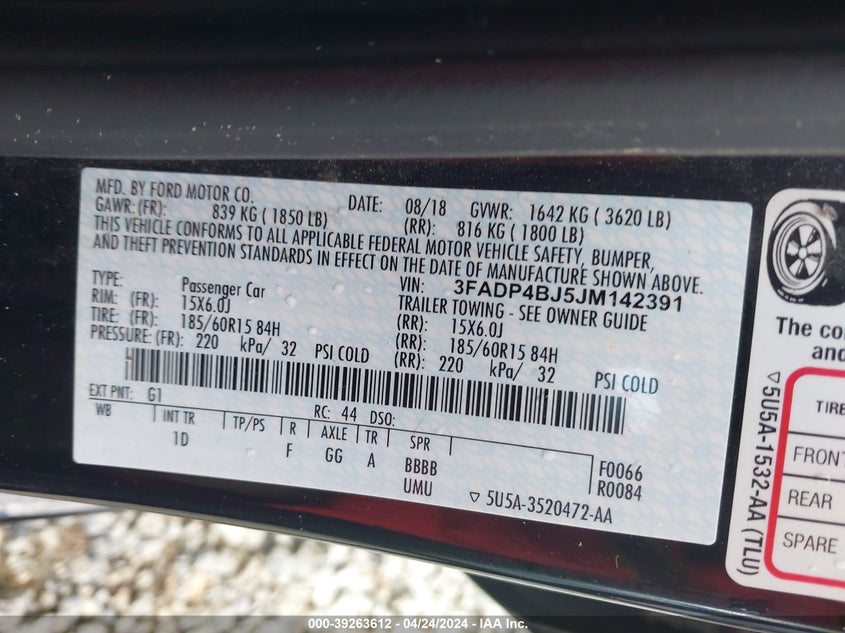 MFD. BY FORD MOTOR CO. DATE: 08/18 GVWR: 1642 KG ( 3620 LB)
GAWR: (FR): 839 KG ( 1850 LB) (RR): 816 KG ( 1800 LB)
THIS VEHICLE CONFORMS TO ALL APPLICABLE FEDERAL MOTOR VEHICLE SAFETY, BUMPER,
AND THEFT PREVENTION STANDARDS IN EFFECT ON THE DATE OF MANUFACTURE SHOWN ABOVE.
VIN: 3FADP4BJ5JM142391
TYPE: Passenger Car TRAILER TOWING - SEE OWNER GUIDE
RIM: (FR): 15X6.0J (RR): 15X6.0J
TIRE: (FR): 185/60R15 84H (RR): 185/60R15 84H
PRESSURE: (FR): 220 kPa/ 32 PSI COLD (RR): 220 kPa/ 32 PSI COLD
EXT PNT: G1 RC: 44 DSO:
WB INT TR TP/PS R AXLE TR SPR
1D F GG A BBBB F0066
UMU R0084
▽ 5U5A-3520472-AA
The co
and
TIRE
FRONT
REAR
SPARE
▽5U5A-1532-AA (TLU)
000-39263612 - 04/24/2024 - IAA Inc.